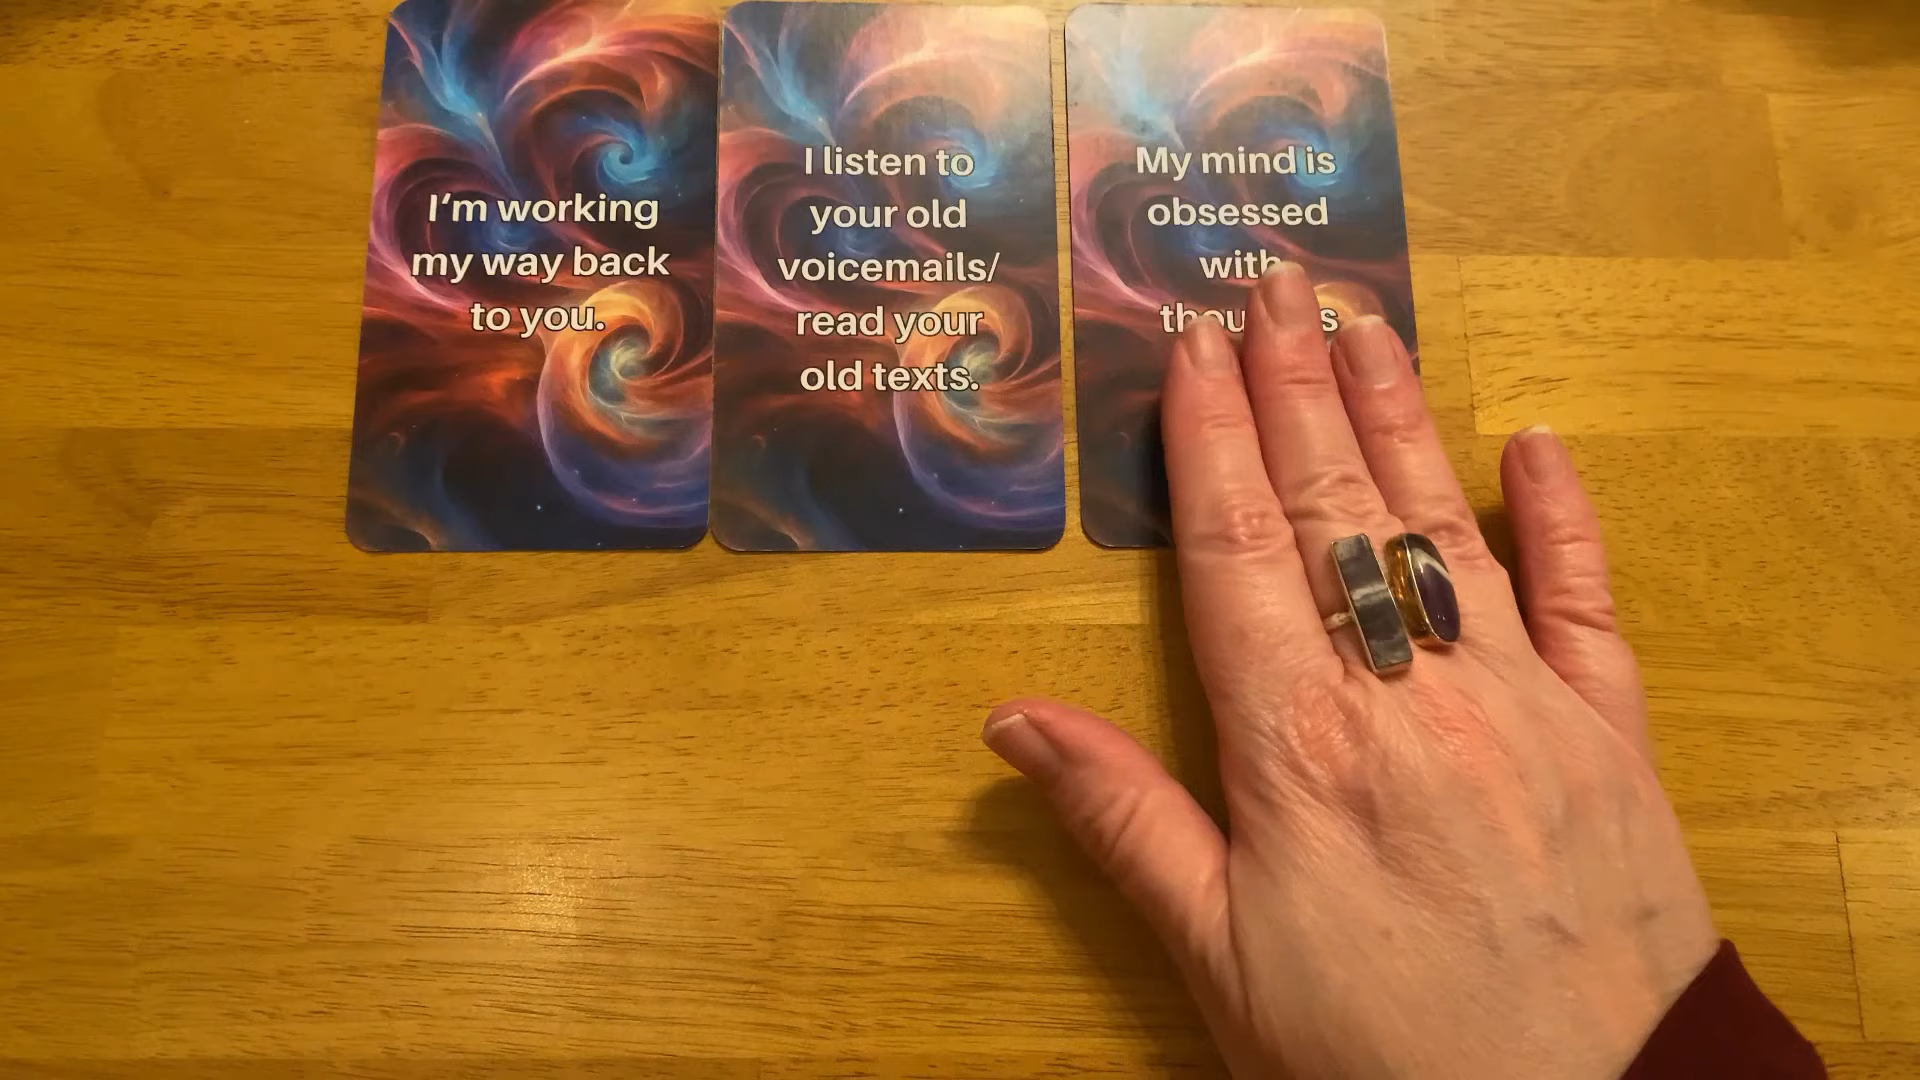 I'm working
my way back
to you.
I listen to
your old
voicemails/
read your
old texts.
My mind is
obsessed
with